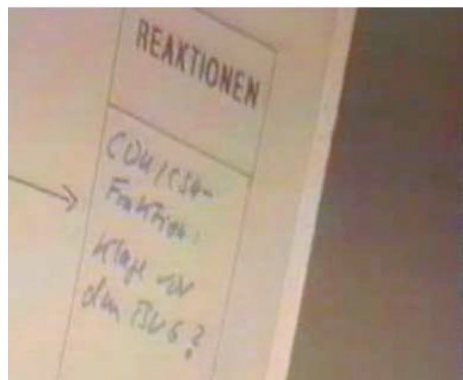 REAKTIONEN
CDU/CSU-
Fraktion:
Klage vor
dem BVG?